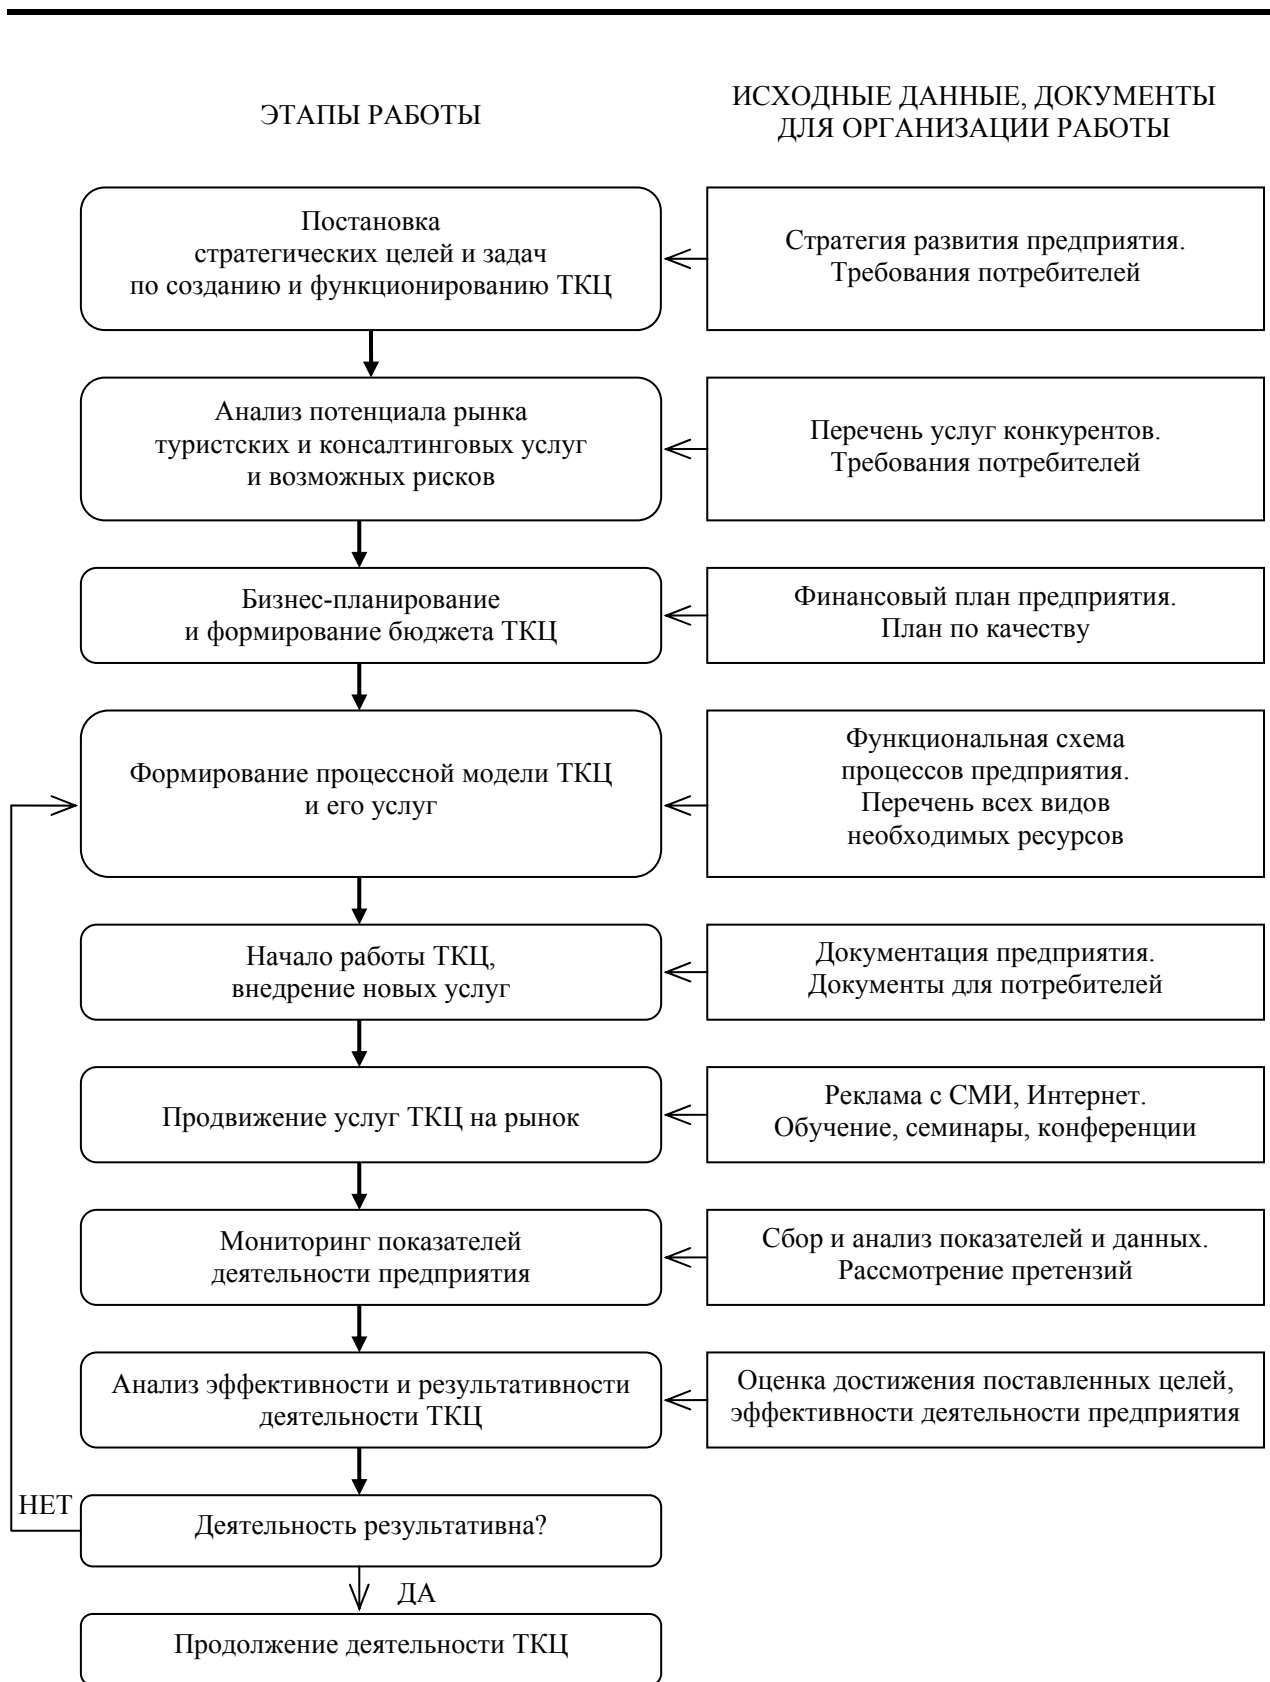 ЭТАПЫ РАБОТЫ
ИСХОДНЫЕ ДАННЫЕ, ДОКУМЕНТЫ
ДЛЯ ОРГАНИЗАЦИИ РАБОТЫ
Постановка
стратегических целей и задач
по созданию и функционированию ТКЦ
Стратегия развития предприятия.
Требования потребителей
Анализ потенциала рынка
туристских и консалтинговых услуг
и возможных рисков
Перечень услуг конкурентов.
Требования потребителей
Бизнес-планирование
и формирование бюджета ТКЦ
Финансовый план предприятия.
План по качеству
Формирование процессной модели ТКЦ
и его услуг
Функциональная схема
процессов предприятия.
Перечень всех видов
необходимых ресурсов
Начало работы ТКЦ,
внедрение новых услуг
Документация предприятия.
Документы для потребителей
Продвижение услуг ТКЦ на рынок
Реклама с СМИ, Интернет.
Обучение, семинары, конференции
Мониторинг показателей
деятельности предприятия
Сбор и анализ показателей и данных.
Рассмотрение претензий
Анализ эффективности и результативности
деятельности ТКЦ
Оценка достижения поставленных целей,
эффективности деятельности предприятия
НЕТ
Деятельность результативна?
ДА
Продолжение деятельности ТКЦ